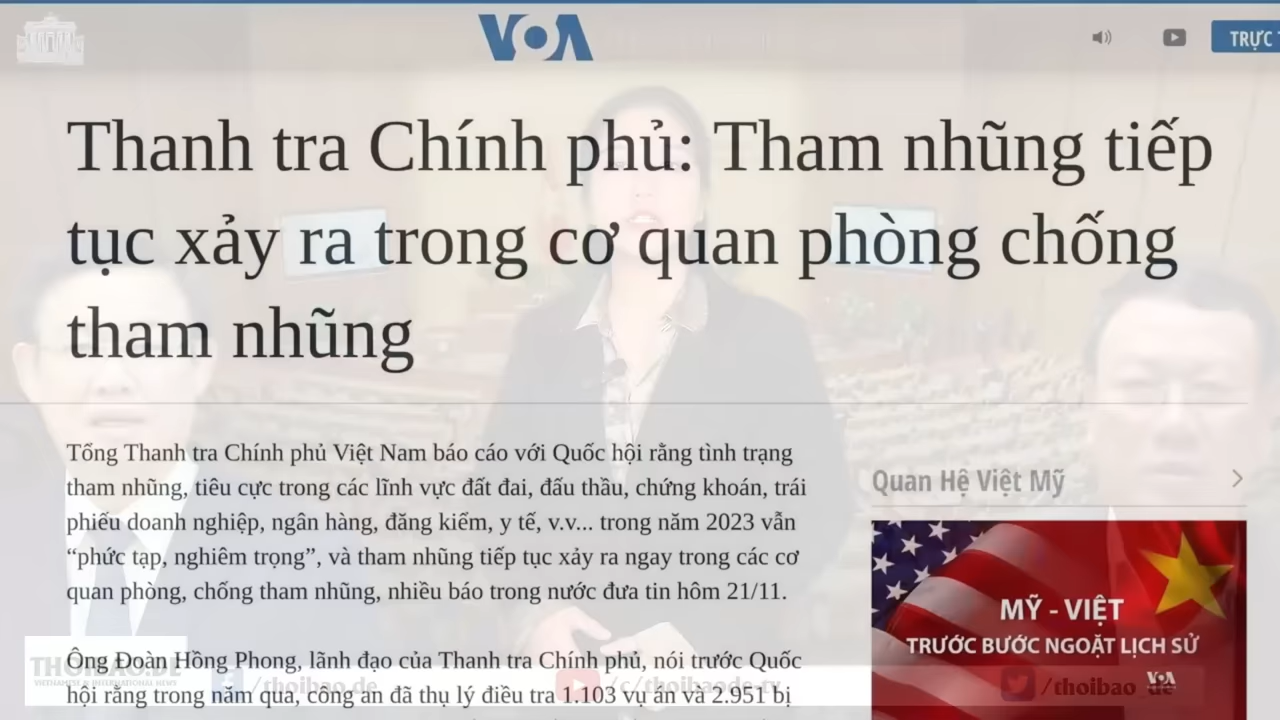 VOA
TRỰC T
Thanh tra Chính phủ: Tham nhũng tiếp
tục xảy ra trong cơ quan phòng chống
tham nhũng
Tổng Thanh tra Chính phủ Việt Nam báo cáo với Quốc hội rằng tình trạng
tham nhũng, tiêu cực trong các lĩnh vực đất đai, đấu thầu, chứng khoán, trái
phiếu doanh nghiệp, ngân hàng, đăng kiểm, y tế, v.v... trong năm 2023 vẫn
“phức tạp, nghiêm trọng”, và tham nhũng tiếp tục xảy ra ngay trong các cơ
quan phòng, chống tham nhũng, nhiều báo trong nước đưa tin hôm 21/11.
Ông Đoàn Hồng Phong, lãnh đạo của Thanh tra Chính phủ, nói trước Quốc
hội rằng trong năm qua, công an đã thụ lý điều tra 1.103 vụ án và 2.951 bị
Quan Hệ Việt Mỹ
MỸ - VIỆT
TRƯỚC BƯỚC NGOẶT LỊCH SỬ
VOA
THOIBAO.DE
VIETNAMESE & INTERNATIONAL NEWS
/thoibao.de
/c/thoibaode-tv
/thoibao_de